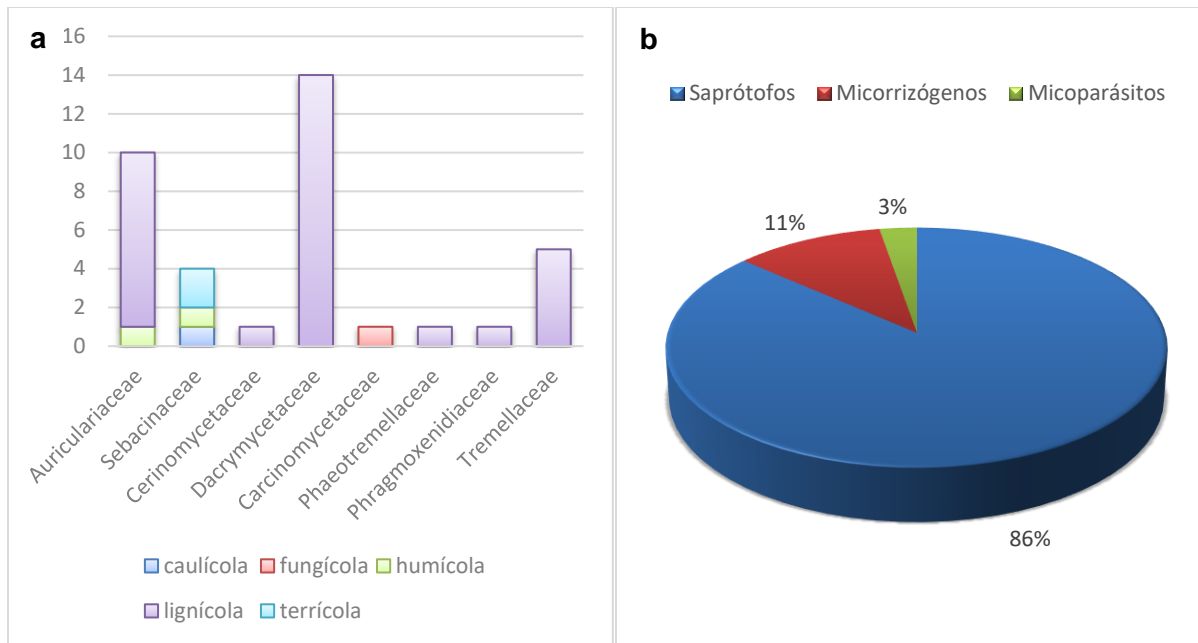 a
16
14
12
10
8
6
4
2
0
Auriculariaceae
Sebacinaceae
Cerinomycetaceae
Dacrymycetaceae
Carcinomycetaceae
Phaeotremellaceae
Phragmoxenidiaceae
Tremellaceae
caulícola fungícola humícola
lignícola terrícola
b
Saprótofos Micorrizógenos Micoparásitos
3%
11%
86%